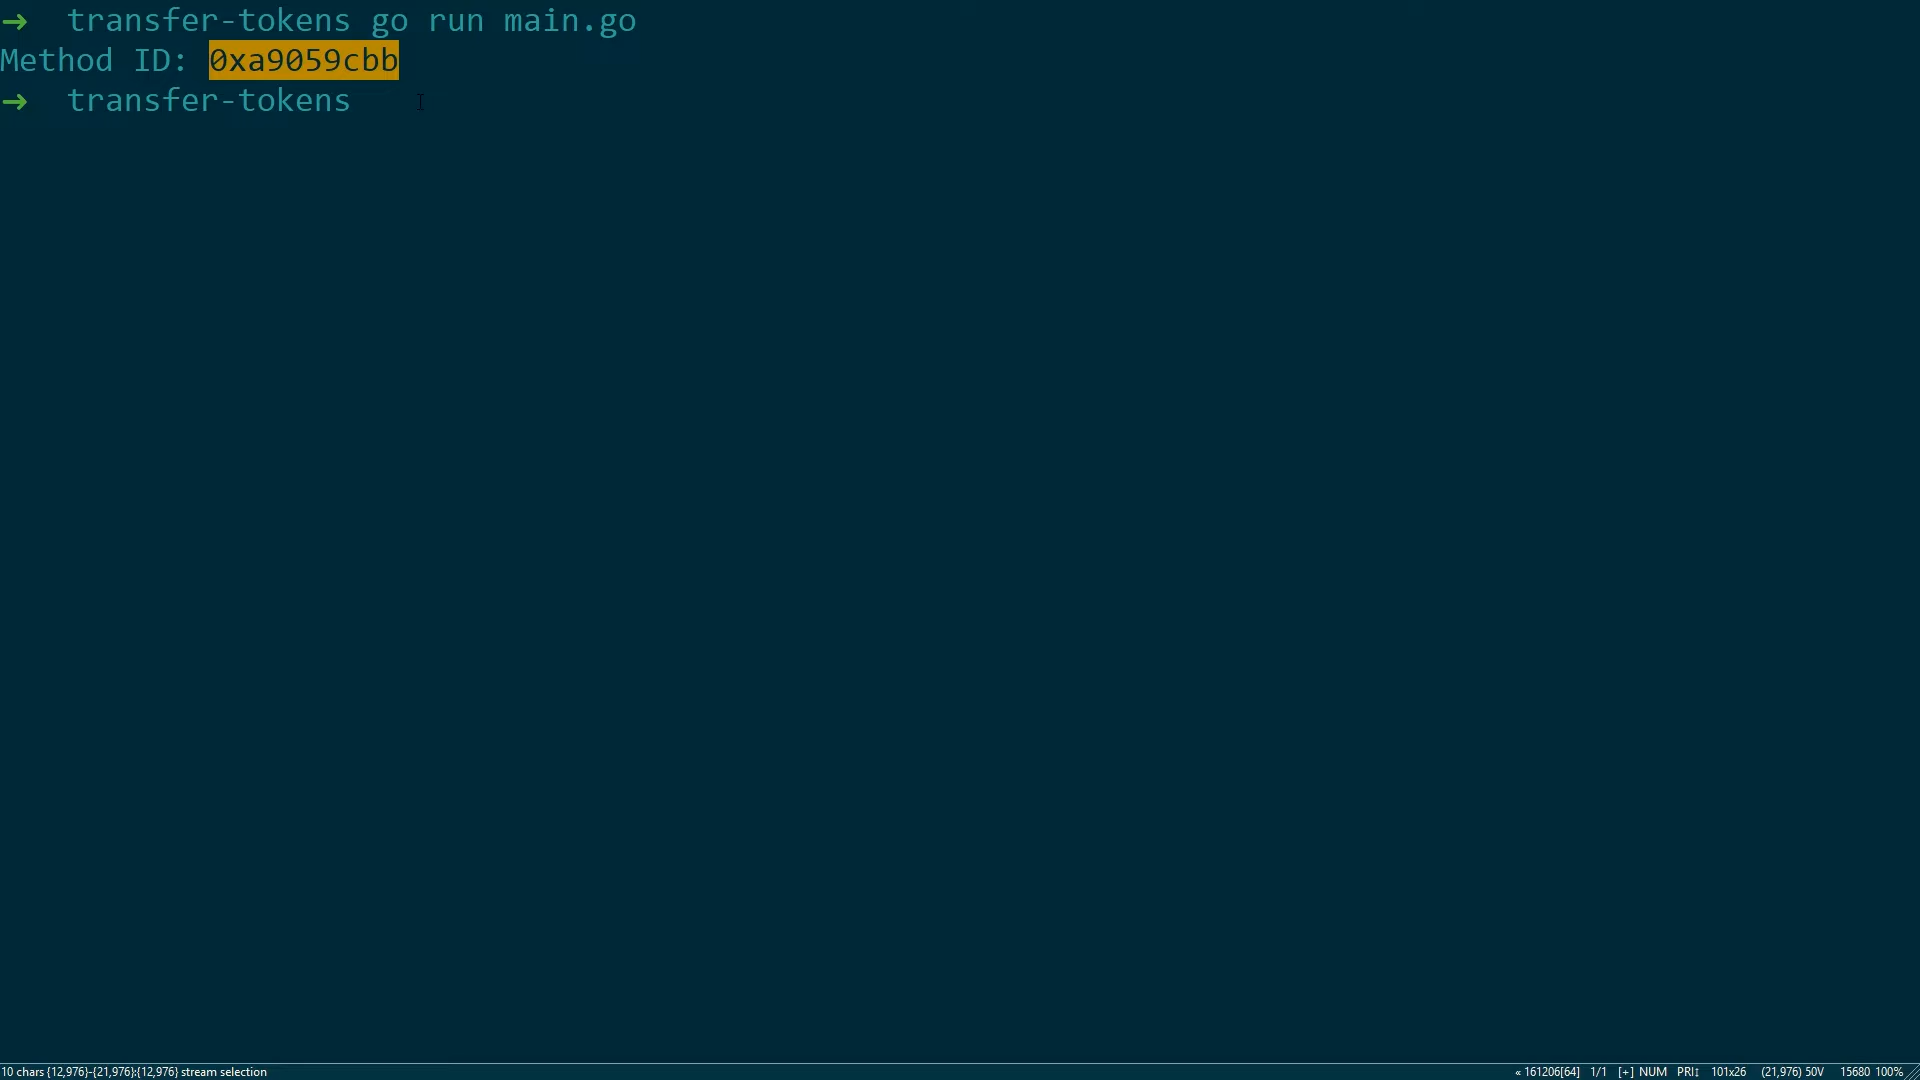 → transfer-tokens go run main.go
Method ID: 0xa9059cbb
→ transfer-tokens
10 chars {12,976}-{21,976}:{12,976} stream selection
« 161206[64] 1/1 [+] NUM PRI↕ 101x26 (21,976) 50V 15680 100%